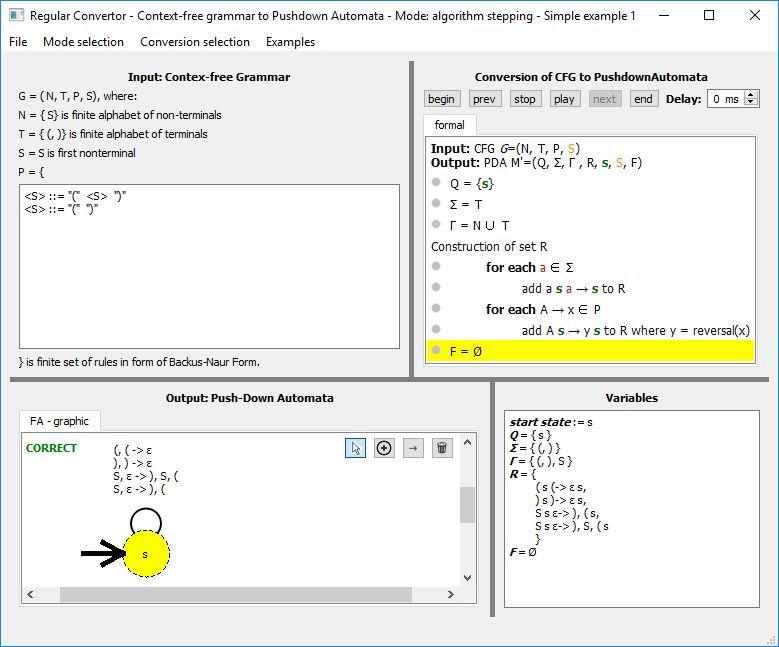 Regular Convertor - Context-free grammar to Pushdown Automata - Mode: algorithm stepping - Simple example 1
File Mode selection Conversion selection Examples
Input: Contex-free Grammar
G = ( N, T, P, S), where:
N = { S} is finite alphabet of non-terminals
T = { (, )} is finite alphabet of terminals
S = S is first nonterminal
P = {
<S> ::= "(" <S> ")"
<S> ::= "(" ")"
} is finite set of rules in form of Backus-Naur Form.
Conversion of CFG to PushdownAutomata
begin prev stop play next end Delay: 0 ms
formal
Input: CFG G=(N, T, P, S)
Output: PDA M'=(Q, Σ, Γ , R, s, S, F)
Q = {s}
Σ = T
Γ = N ∪ T
Construction of set R
for each a ∈ Σ
add a s a → s to R
for each A → x ∈ P
add A s → y s to R where y = reversal(x)
F = Ø
Output: Push-Down Automata
FA - graphic
CORRECT
(, ( -> ε
), ) -> ε
S, ε -> ), S, (
S, ε -> ), (
s
Variables
start state := s
Q = { s }
Σ = { (, ) }
Γ = { (, ), S }
R = {
( s (-> ε s,
) s )-> ε s,
S s ε-> ), ( s,
S s ε-> ), S, ( s
}
F = Ø